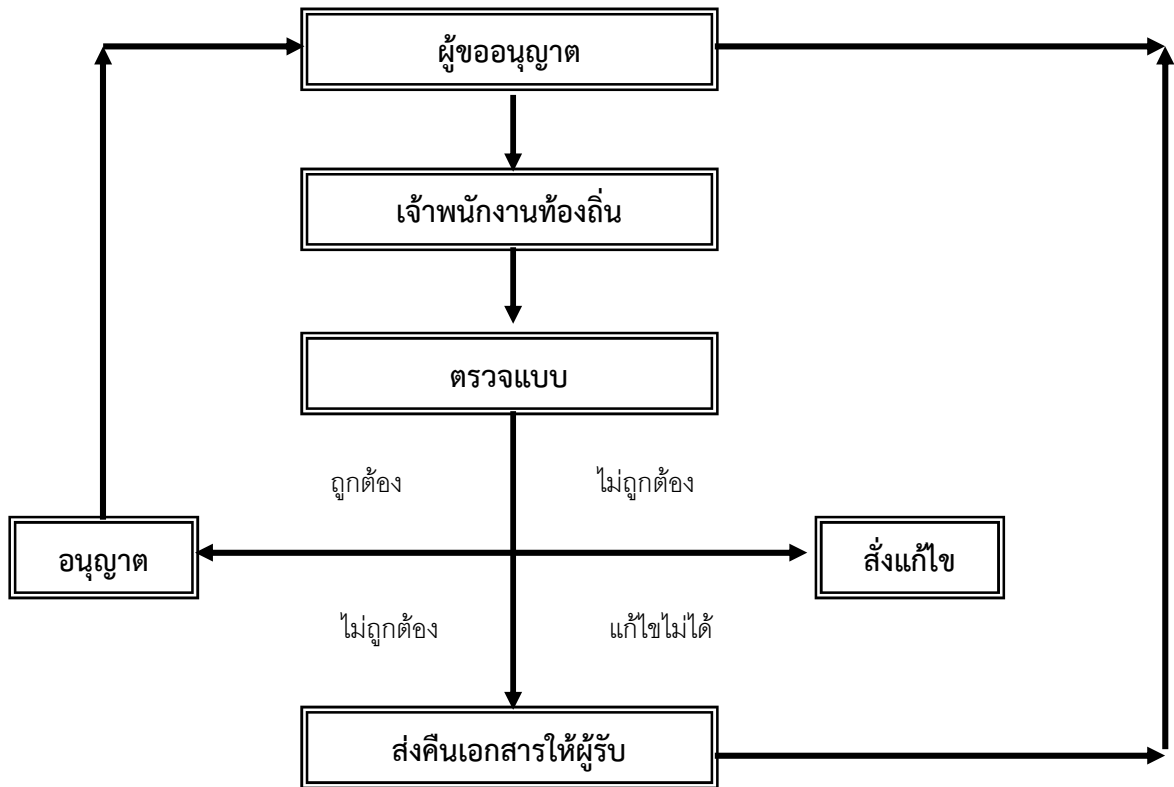 ผู้ขออนุญาต
เจ้าพนักงานท้องถิ่น
ตรวจแบบ
ถูกต้อง
ไม่ถูกต้อง
อนุญาต
สั่งแก้ไข
ไม่ถูกต้อง
แก้ไขไม่ได้
ส่งคืนเอกสารให้ผู้รับ